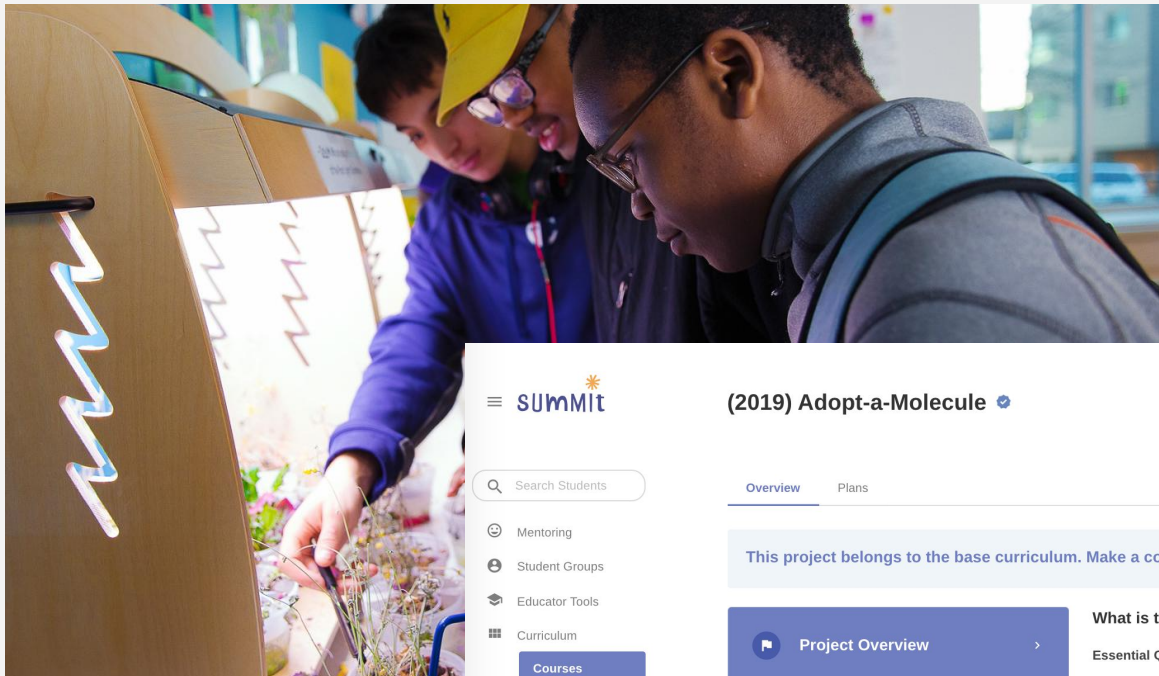 summit
(2019) Adopt-a-Molecule
Search Students
Overview
Plans
Mentoring
This project belongs to the base curriculum. Make a co
Student Groups
Educator Tools
What is t
Curriculum
Project Overview
Essential Q
Courses